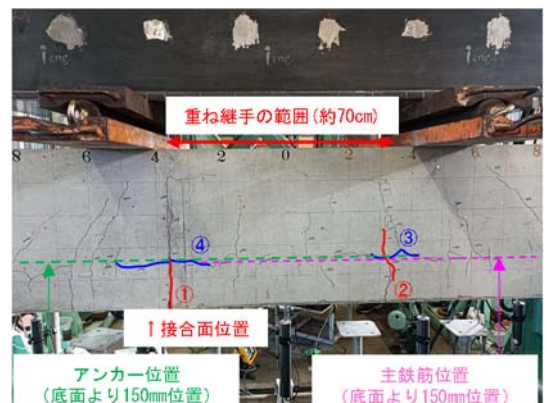 重ね継手の範囲(約70cm)
8 6 4 2 0 2 4 6 8
④
③
①
②
↑接合面位置
アンカー位置
(底面より150mm位置)
主鉄筋位置
(底面より150mm位置)